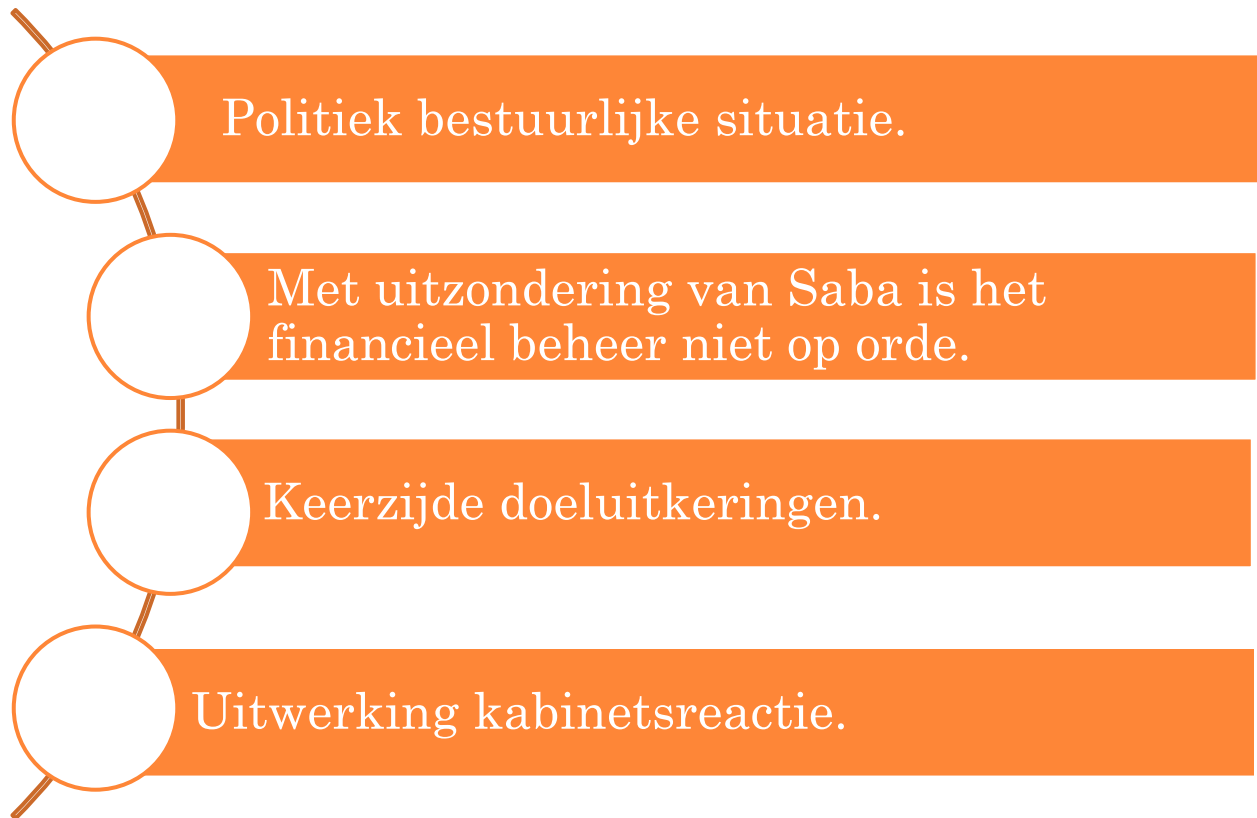 Politiek bestuurlijke situatie.
Met uitzondering van Saba is het
financieel beheer niet op orde.
Keerzijde doeluitkeringen.
Uitwerking kabinetsreactie.